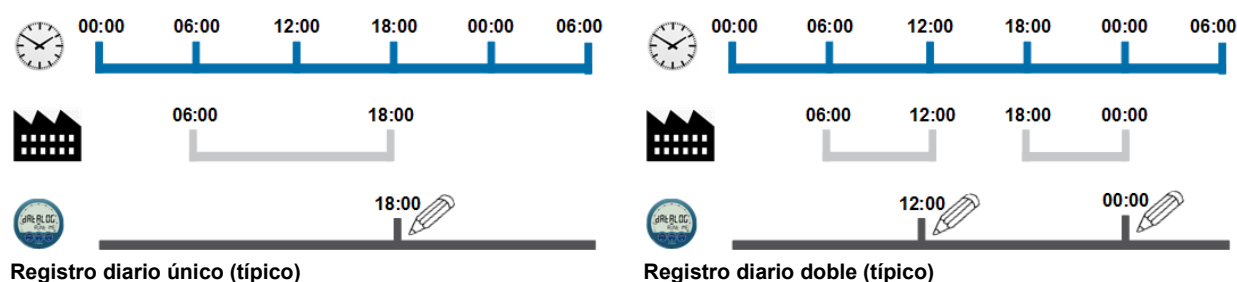 00:00 06:00 12:00 18:00 00:00 06:00
06:00 18:00
18:00
Registro diario único (típico)
00:00 06:00 12:00 18:00 00:00 06:00
06:00 12:00 18:00 00:00
12:00 00:00
Registro diario doble (típico)